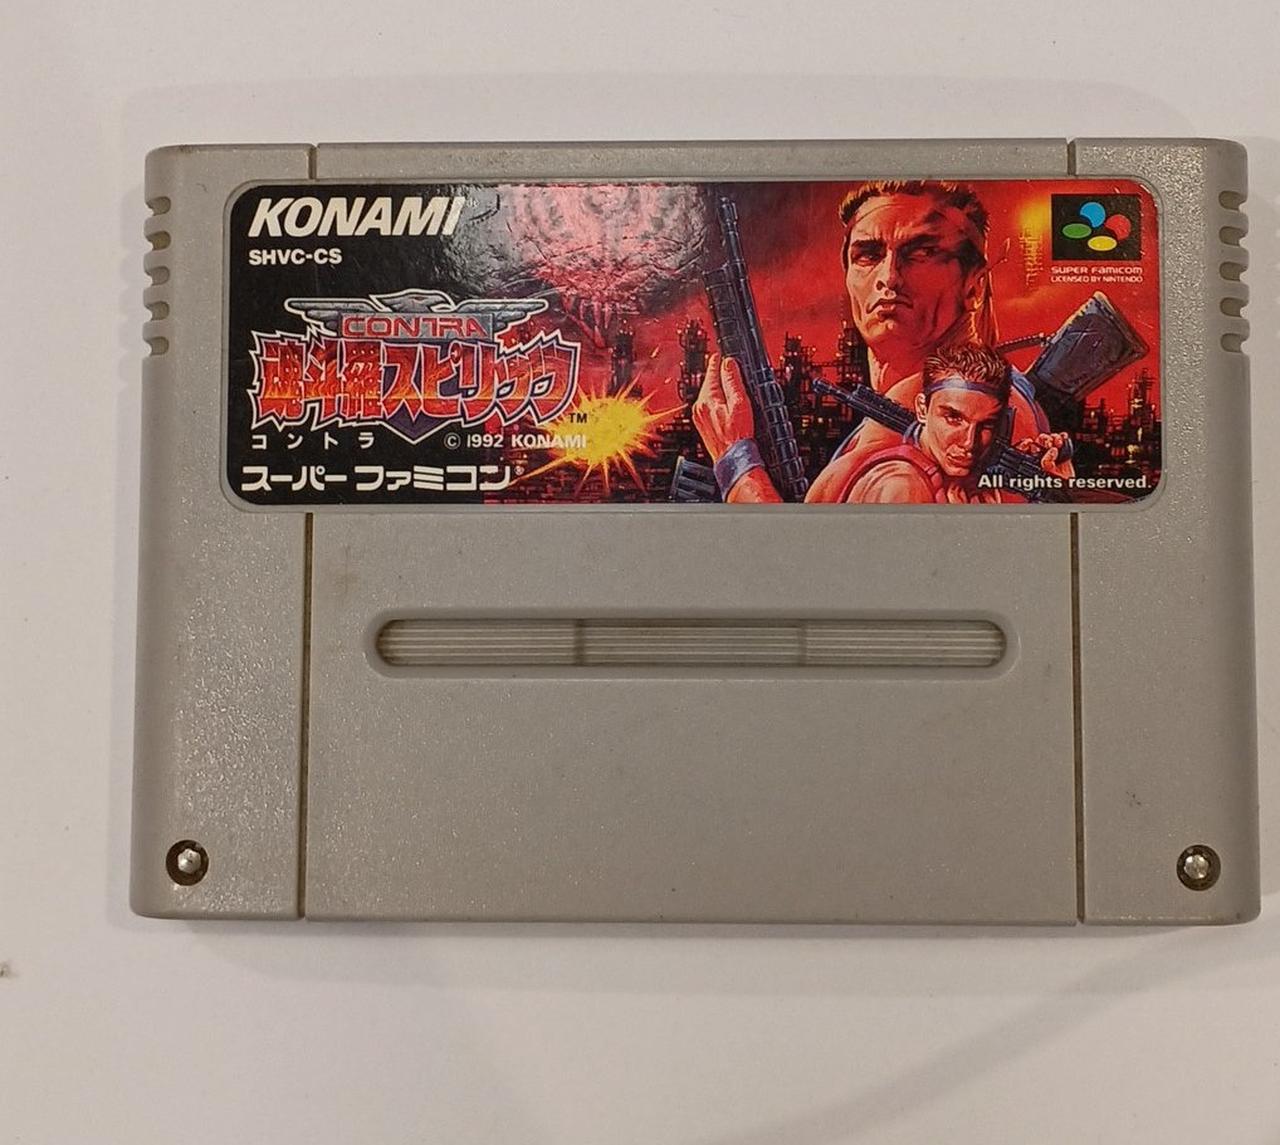 KONAMI
SHVC-CS
CONTRA
魂斗羅スピリッツ
TM
コントラ
© 1992 KONAMI
スーパーファミコン®
SUPER FAMICOM
LICENSED BY NINTENDO
All rights reserved.